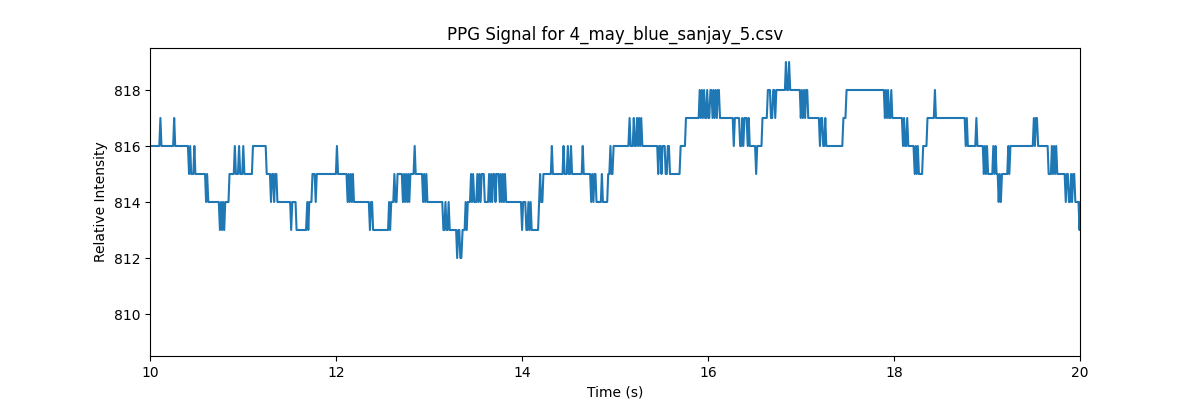 PPG Signal for 4_may_blue_sanjay_5.csv
818
816
814
812
810
Relative Intensity
10 12 14 16 18 20
Time (s)